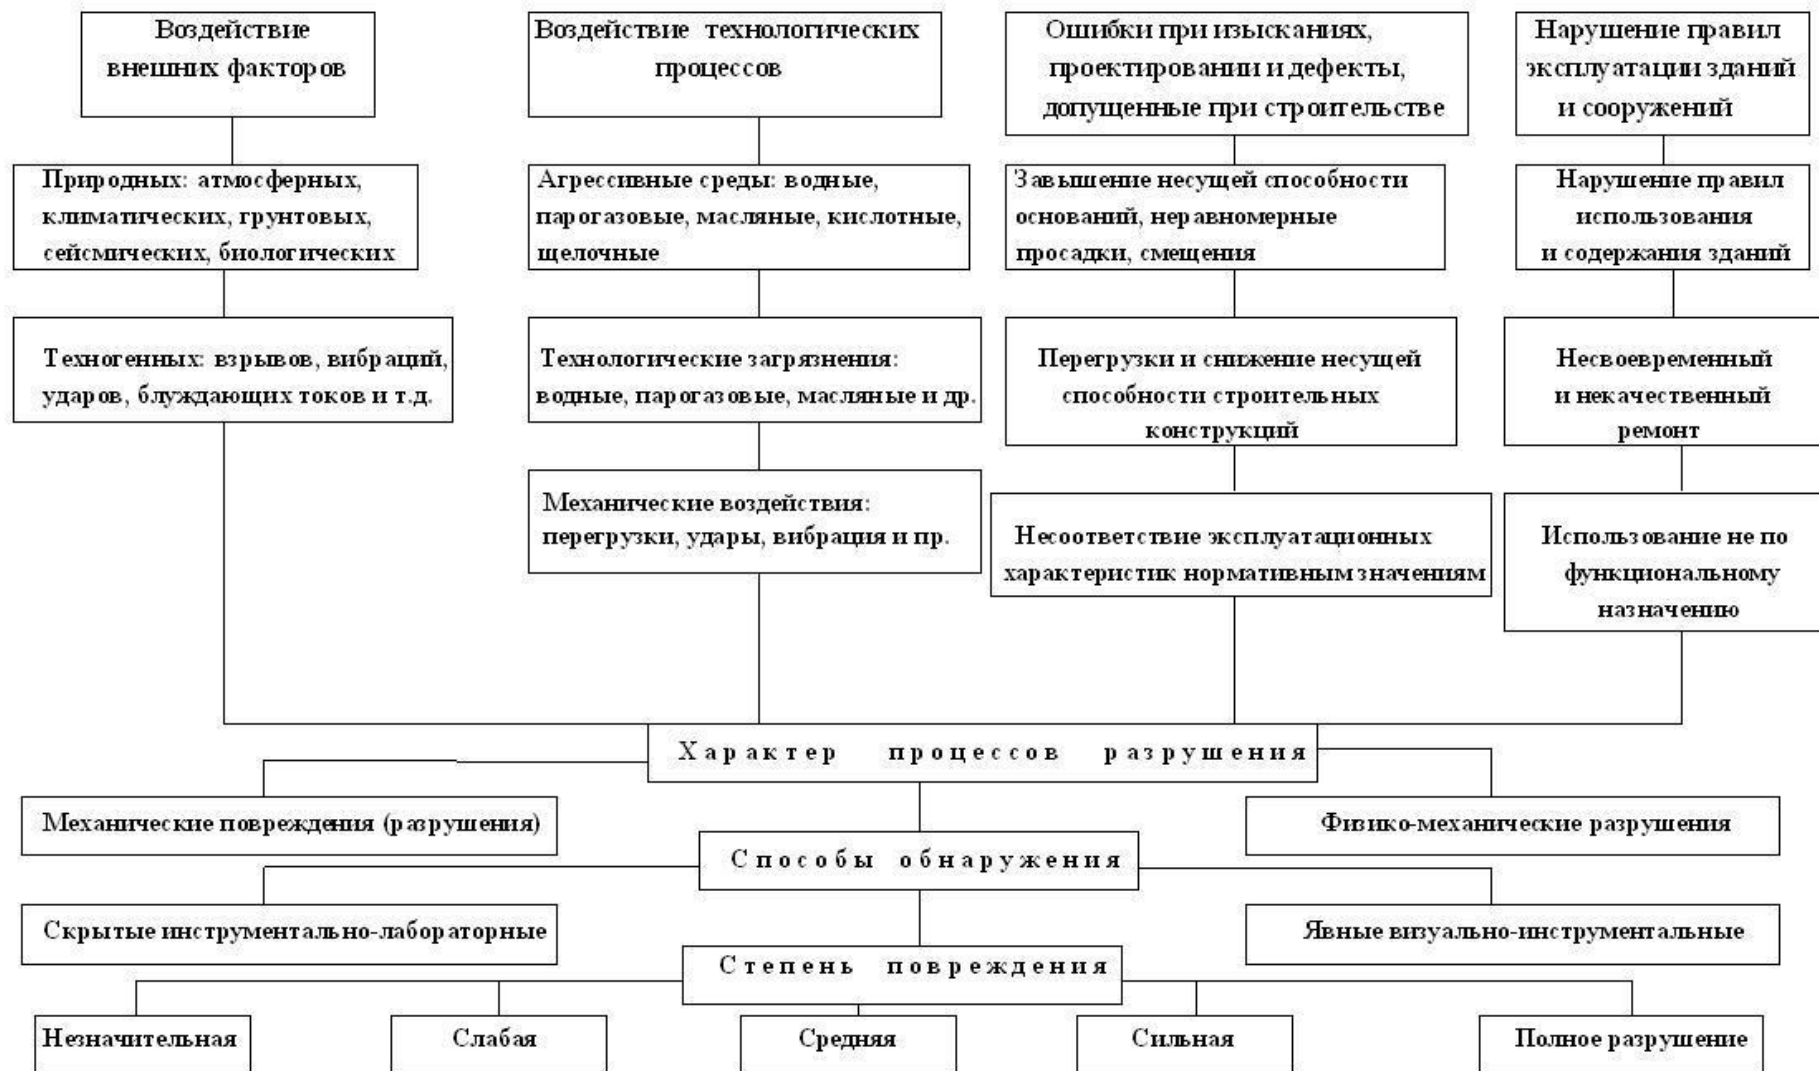 Воздействие
внешних факторов
Воздействие технологических
процессов
Ошибки при изысканиях,
проектировании и дефекты,
допущенные при строительстве
Нарушение правил
эксплуатации зданий
и сооружений
Природных: атмосферных,
климатических, грунтовых,
сейсмических, биологических
Агрессивные среды: водные,
парогазовые, масляные, кислотные,
щелочные
Завышение несущей способности
оснований, неравномерные
просадки, смещения
Нарушение правил
использования
и содержания зданий
Техногенных: взрывов, вибраций,
ударов, блуждающих токов и т.д.
Технологические загрязнения:
водные, парогазовые, масляные и др.
Перегрузки и снижение несущей
способности строительных
конструкций
Несвоевременный
и некачественный
ремонт
Механические воздействия:
перегрузки, удары, вибрация и пр.
Несоответствие эксплуатационных
характеристик нормативным значениям
Использование не по
функциональному
назначению
Характер процессов разрушения
Механические повреждения (разрушения)
Физико-механические разрушения
Способы обнаружения
Скрытые инструментально-лабораторные
Явные визуально-инструментальные
Степень повреждения
Незначительная
Слабая
Средняя
Сильная
Полное разрушение